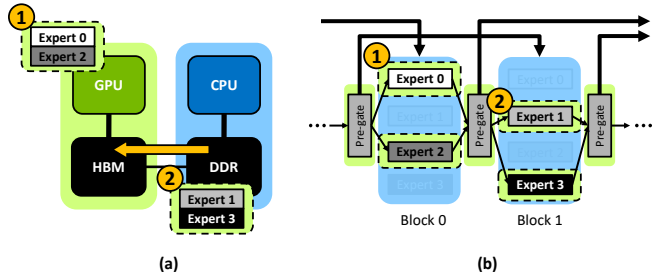 1
Expert 0
Expert 2
GPU
CPU
HBM
DDR
2
Expert 1
Expert 3
(a)
1
Expert 0
Expert 0
Pre-gate
Expert 1
Pre-gate
2
Expert 1
Pre-gate
...
...
Expert 2
Expert 2
Expert 3
Expert 3
Block 0
Block 1
(b)